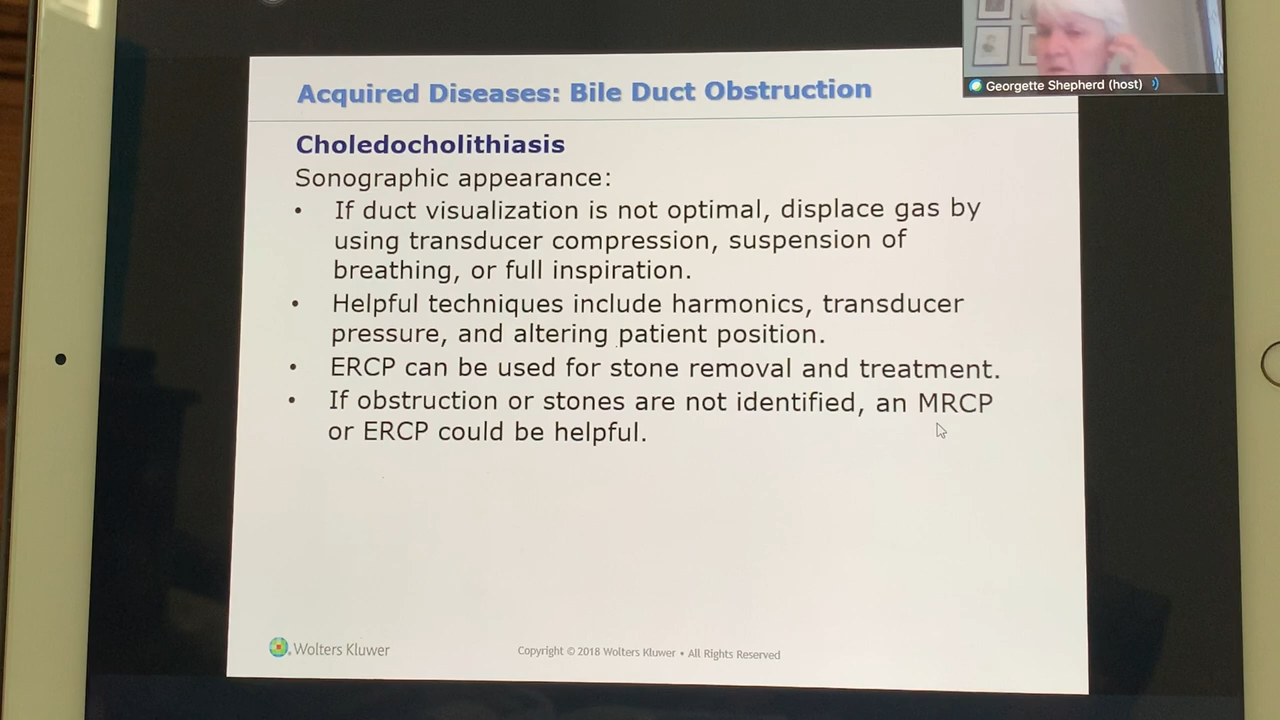 Georgette Shepherd (host)
Acquired Diseases: Bile Duct Obstruction
Choledocholithiasis
Sonographic appearance:
• If duct visualization is not optimal, displace gas by
using transducer compression, suspension of
breathing, or full inspiration.
• Helpful techniques include harmonics, transducer
pressure, and altering patient position.
• ERCP can be used for stone removal and treatment.
• If obstruction or stones are not identified, an MRCP
or ERCP could be helpful.
Wolters Kluwer
Copyright © 2018 Wolters Kluwer • All Rights Reserved